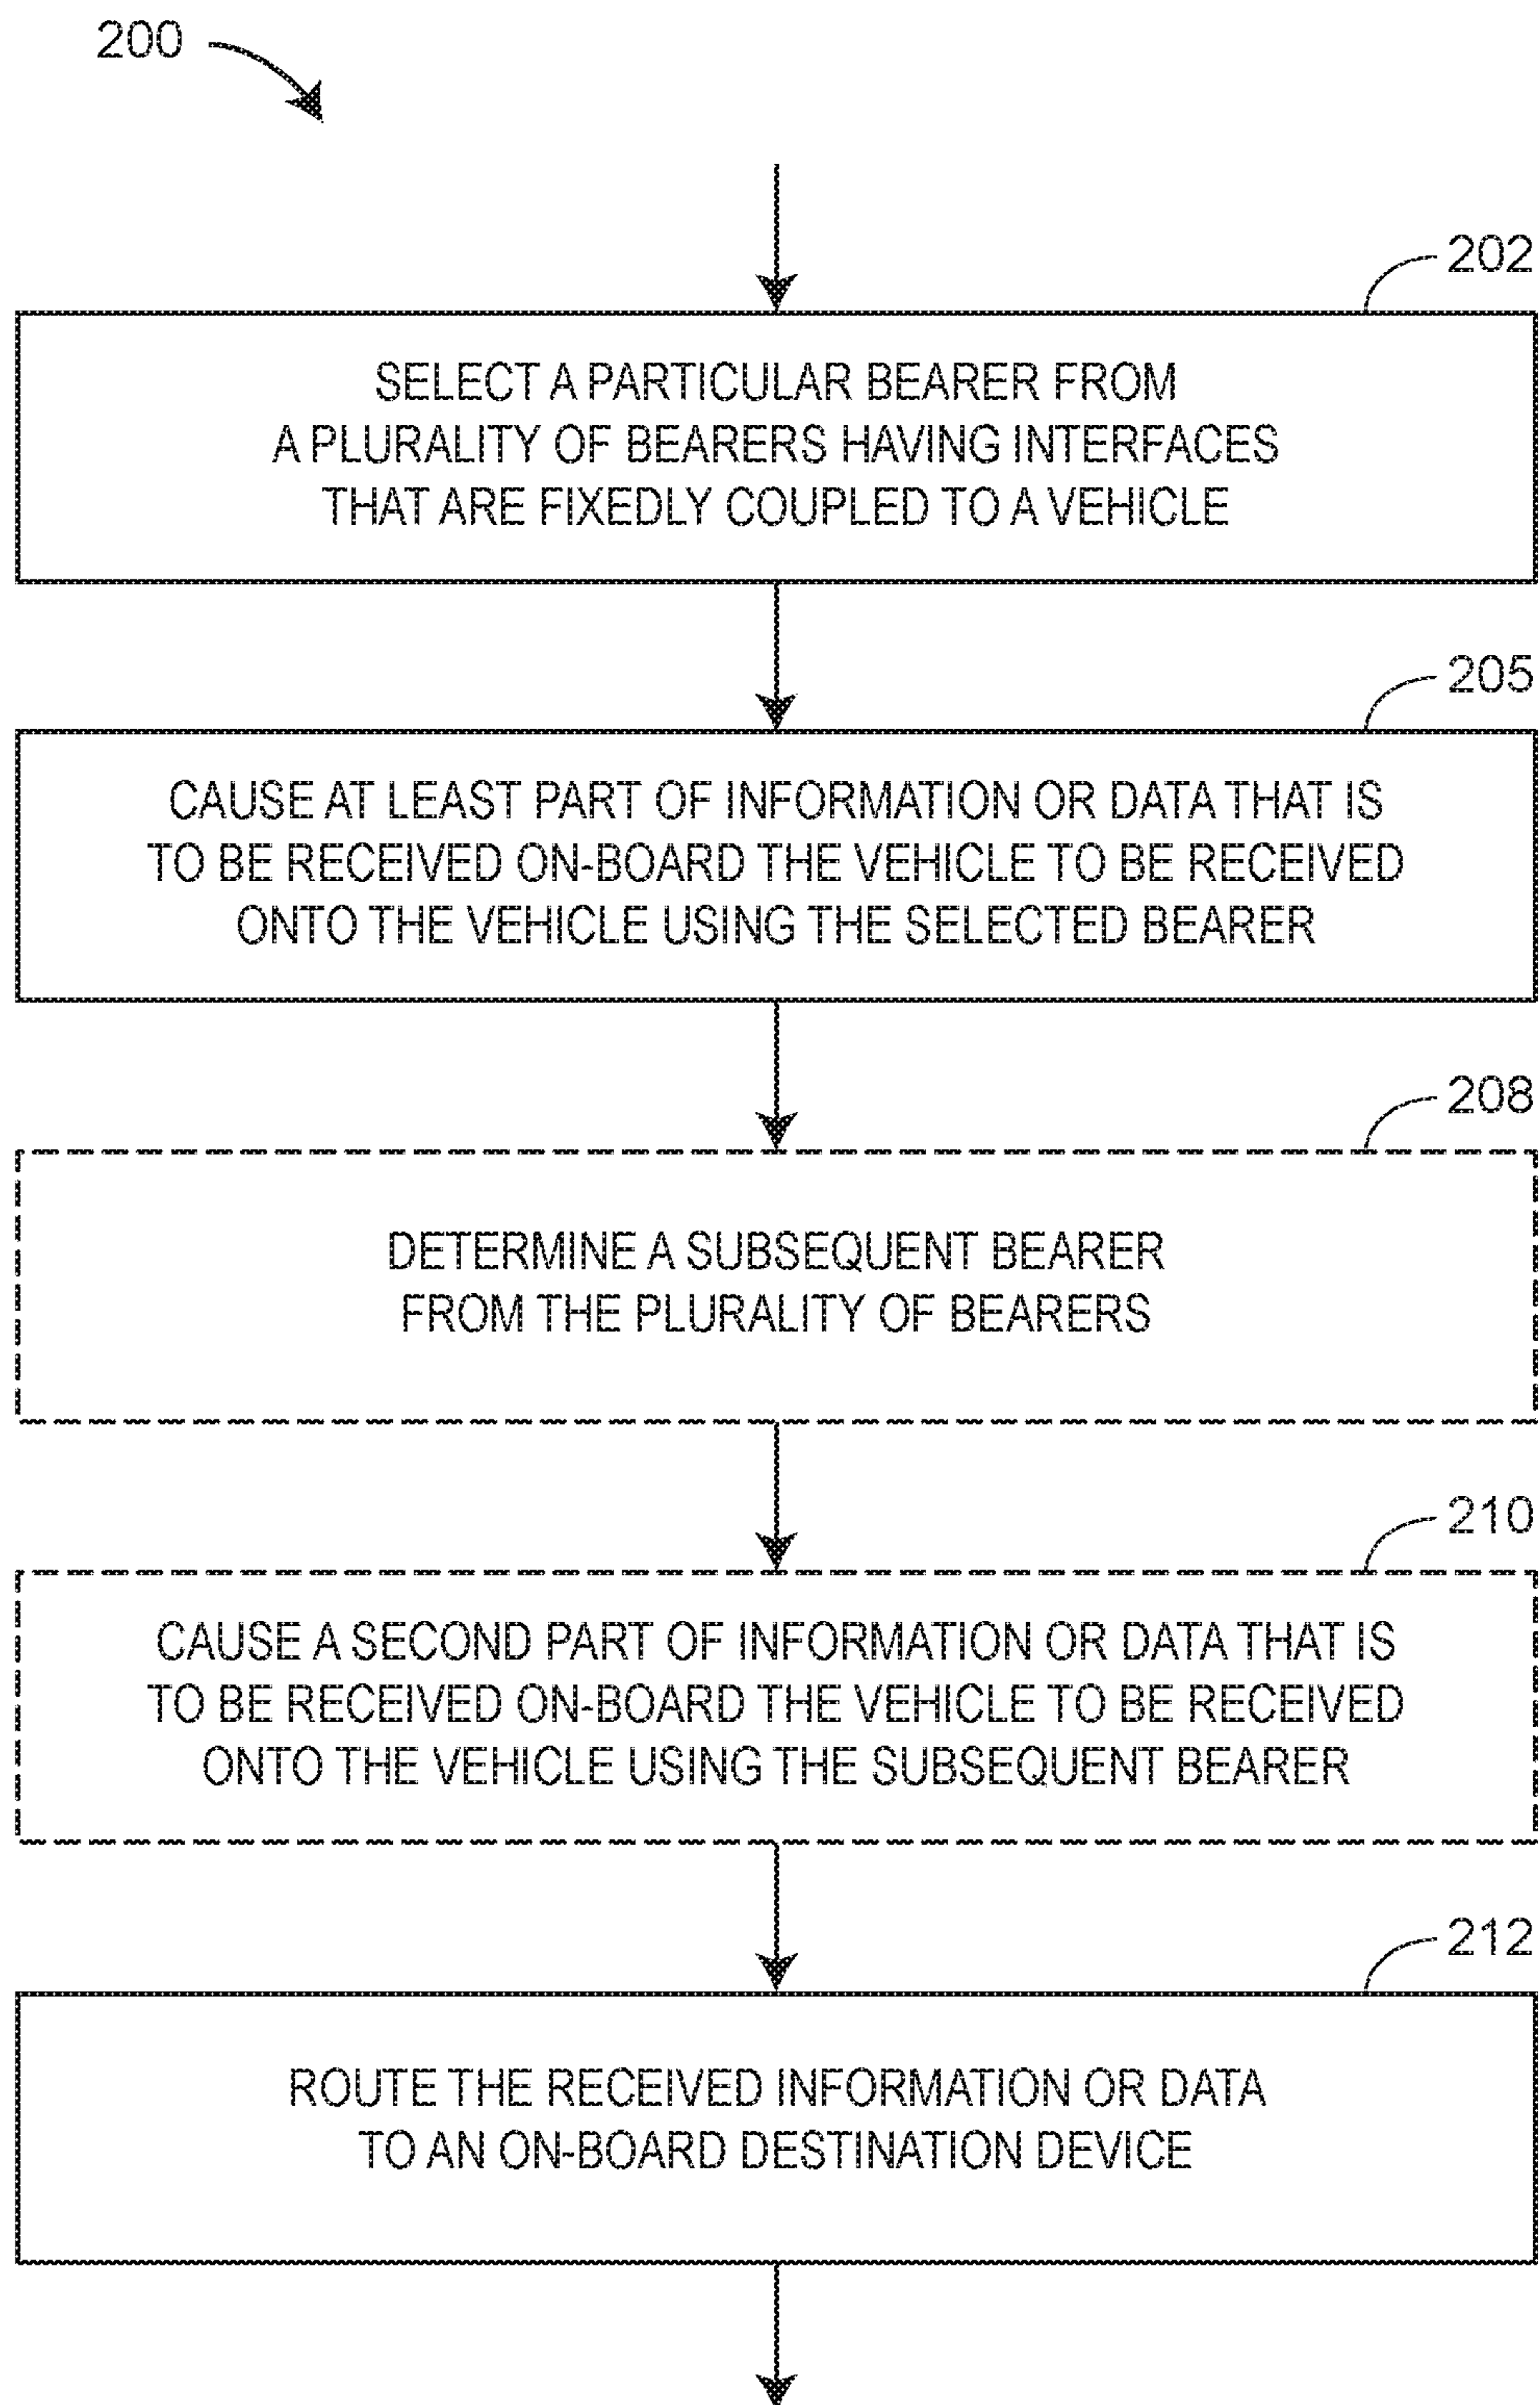 200
202
SELECT A PARTICULAR BEARER FROM
A PLURALITY OF BEARERS HAVING INTERFACES
THAT ARE FIXEDLY COUPLED TO A VEHICLE
205
CAUSE AT LEAST PART OF INFORMATION OR DATA THAT IS
TO BE RECEIVED ON-BOARD THE VEHICLE TO BE RECEIVED
ONTO THE VEHICLE USING THE SELECTED BEARER
208
DETERMINE A SUBSEQUENT BEARER
FROM THE PLURALITY OF BEARERS
210
CAUSE A SECOND PART OF INFORMATION OR DATA THAT IS
TO BE RECEIVED ON-BOARD THE VEHICLE TO BE RECEIVED
ONTO THE VEHICLE USING THE SUBSEQUENT BEARER
212
ROUTE THE RECEIVED INFORMATION OR DATA
TO AN ON-BOARD DESTINATION DEVICE